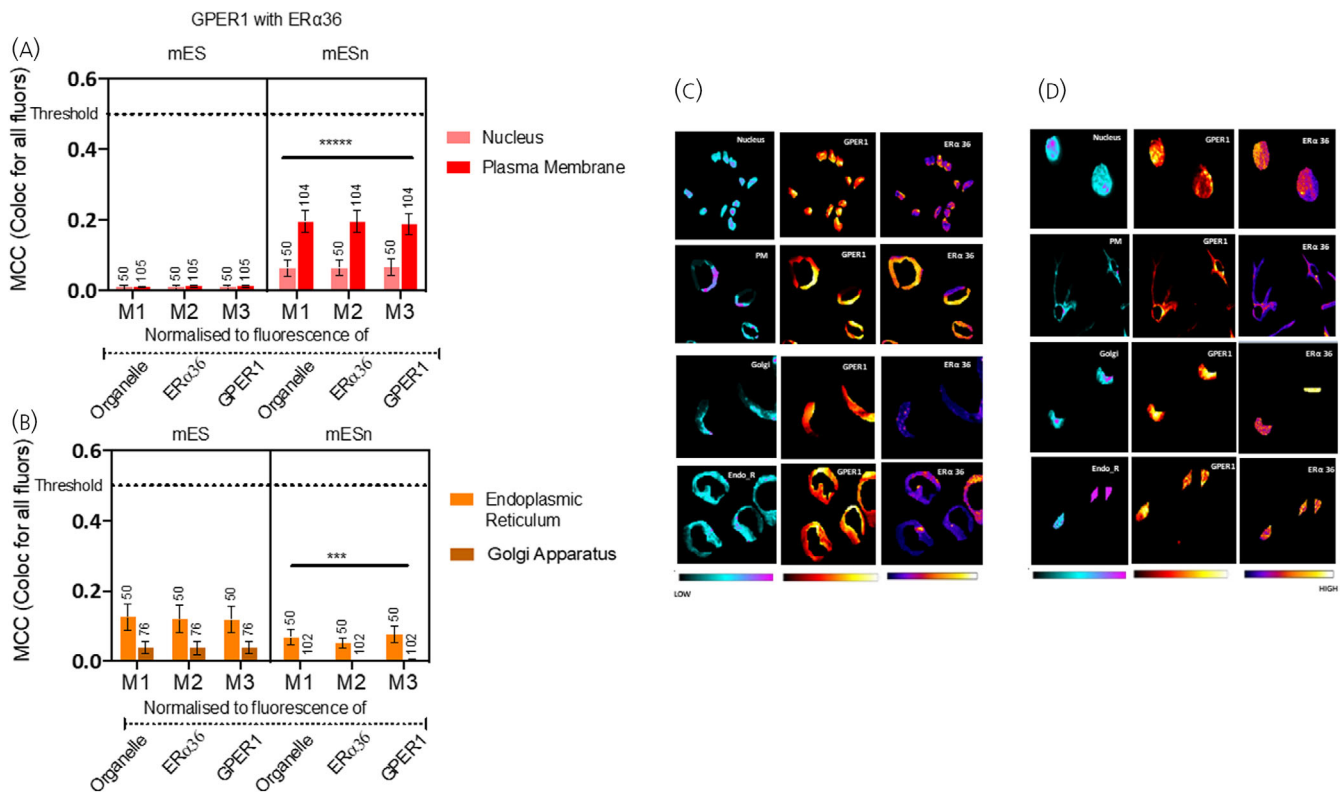 GPER1 with ERα36
(A)
mES mESn
MCC (Coloc for all fluors)
0.6
Threshold
0.4
0.2
0.0
*****
50 105 50 105 50 105 50 104 50 104 50 104
M1 M2 M3 M1 M2 M3
Normalised to fluorescence of
Organelle ERα36 GPER1 Organelle ERα36 GPER1
Nucleus
Plasma Membrane
(B)
mES mESn
MCC (Coloc for all fluors)
0.6
Threshold
0.4
0.2
0.0
***
50 76 50 76 50 76 50 102 50 102 50 102
M1 M2 M3 M1 M2 M3
Normalised to fluorescence of
Organelle ERα36 GPER1 Organelle ERα36 GPER1
Endoplasmic
Reticulum
Golgi Apparatus
(C)
Nucleus GPER1 ERα 36
PM GPER1 ERα 36
Golgi GPER1 ERα 36
Endo_R GPER1 ERα 36
LOW
(D)
Nucleus GPER1 ERα 36
PM GPER1 ERα 36
Golgi GPER1 ERα 36
Endo_R GPER1 ERα 36
HIGH